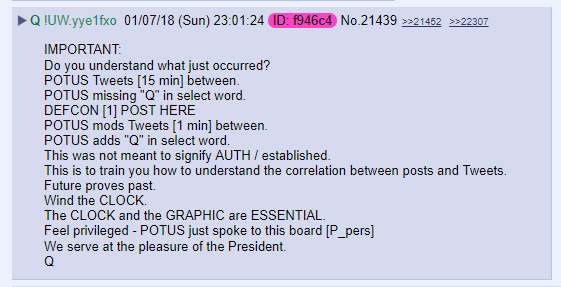 ▶ Q !UW.yye1fxo 01/07/18 (Sun) 23:01:24 ID: f946c4 No.21439 >>21452 >>22307
IMPORTANT:
Do you understand what just occurred?
POTUS Tweets [15 min] between.
POTUS missing "Q" in select word.
DEFCON [1] POST HERE
POTUS mods Tweets [1 min] between.
POTUS adds "Q" in select word.
This was not meant to signify AUTH / established.
This is to train you how to understand the correlation between posts and Tweets.
Future proves past.
Wind the CLOCK.
The CLOCK and the GRAPHIC are ESSENTIAL.
Feel privileged - POTUS just spoke to this board [P_pers]
We serve at the pleasure of the President.
Q